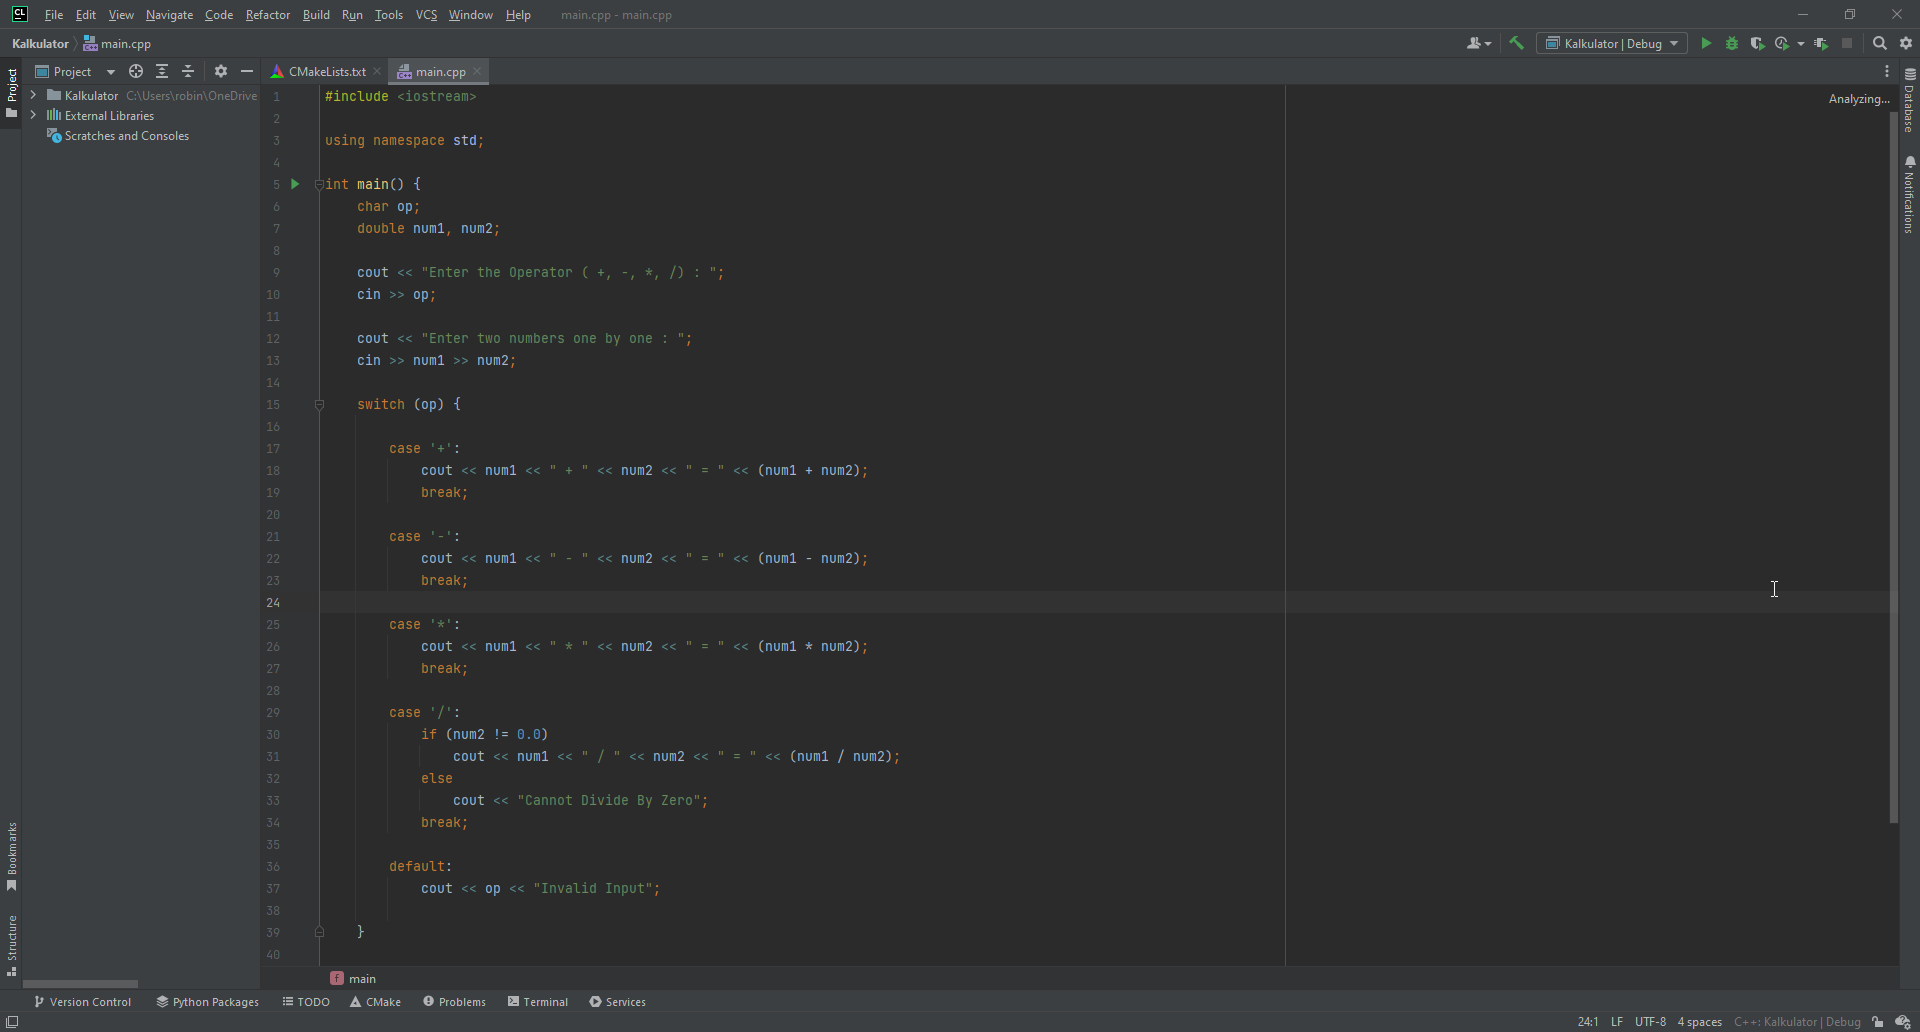 CL File Edit View Navigate Code Refactor Build Run Tools VCS Window Help main.cpp - main.cpp
Kalkulator main.cpp Kalkulator | Debug
Project CMakeLists.txt main.cpp
Project
Kalkulator C:\Users\robin\OneDrive
External Libraries
Scratches and Consoles
1 #include <iostream>
2
3 using namespace std;
4
5 int main() {
6 char op;
7 double num1, num2;
8
9 cout << "Enter the Operator ( +, -, *, /) : ";
10 cin >> op;
11
12 cout << "Enter two numbers one by one : ";
13 cin >> num1 >> num2;
14
15 switch (op) {
16
17 case '+':
18 cout << num1 << " + " << num2 << " = " << (num1 + num2);
19 break;
20
21 case '-':
22 cout << num1 << " - " << num2 << " = " << (num1 - num2);
23 break;
24
25 case '*':
26 cout << num1 << " * " << num2 << " = " << (num1 * num2);
27 break;
28
29 case '/':
30 if (num2 != 0.0)
31 cout << num1 << " / " << num2 << " = " << (num1 / num2);
32 else
33 cout << "Cannot Divide By Zero";
34 break;
35
36 default:
37 cout << op << "Invalid Input";
38
39 }
40
Analyzing...
Database
Notifications
Bookmarks
Structure
f main
Version Control Python Packages TODO CMake Problems Terminal Services
24:1 LF UTF-8 4 spaces C++: Kalkulator | Debug